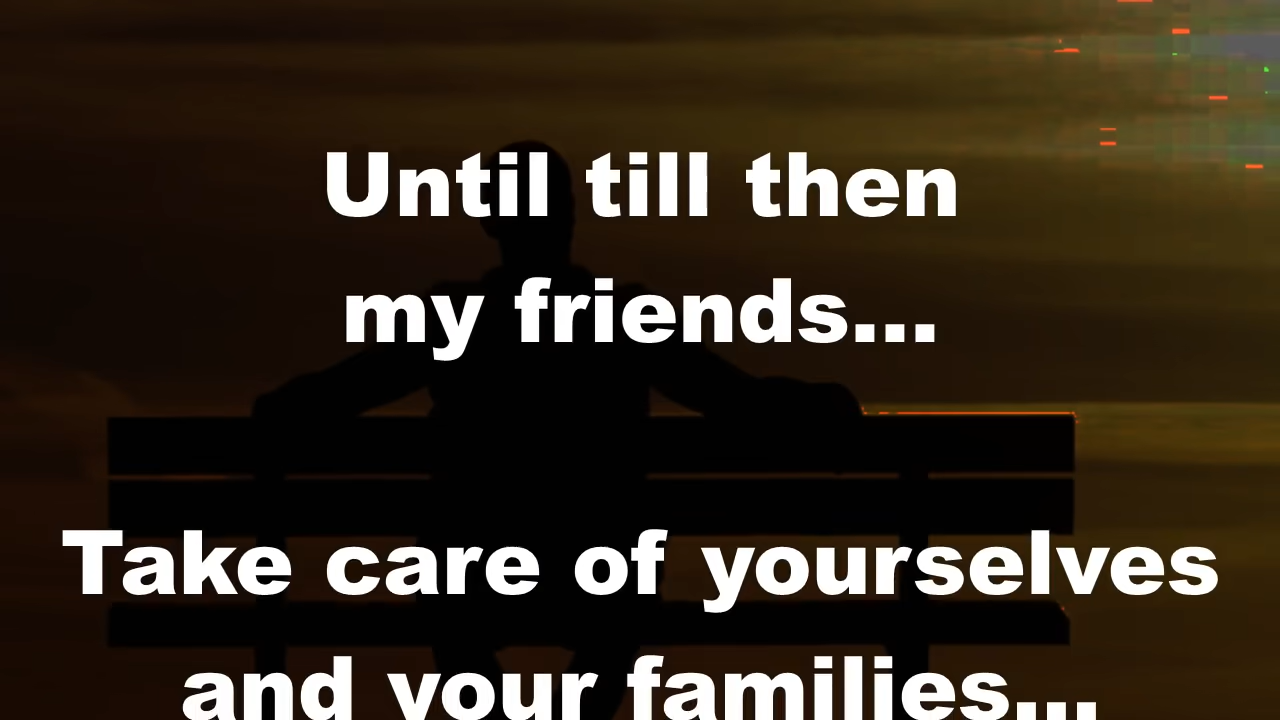 Until till then
my friends...
Take care of yourselves
and your families...